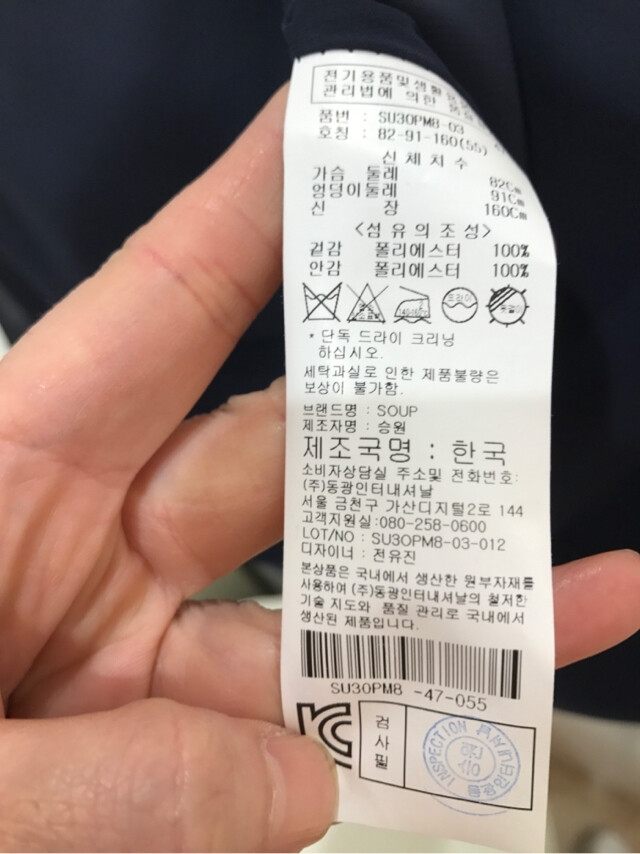 전기용품및생활
관리법에 의한 품질
품번 : SU3OPM8-03
호칭 : 82-91-160(55)
신체치수
가슴 둘레 82Cm
엉덩이둘레 91Cm
신 장 160Cm
<섬유의조성>
겉감 폴리에스터 100%
안감 폴리에스터 100%
드라이
옷걸이
* 단독 드라이 크리닝
하십시오.
세탁과실로 인한 제품불량은
보상이 불가함.
브랜드명 : SOUP
제조자명 : 승원
제조국명 : 한국
소비자상담실 주소및 전화번호:
(주)동광인터내셔날
서울 금천구 가산디지털2로 144
고객지원실:080-258-0600
LOT/NO : SU3OPM8-03-012
디자이너 : 전유진
본상품은 국내에서 생산한 원부자재를
사용하여 (주)동광인터내셔날의 철저한
기술 지도와 품질 관리로 국내에서
생산된 제품입니다.
SU30PM8 -47-055
검사필
INSPECTION